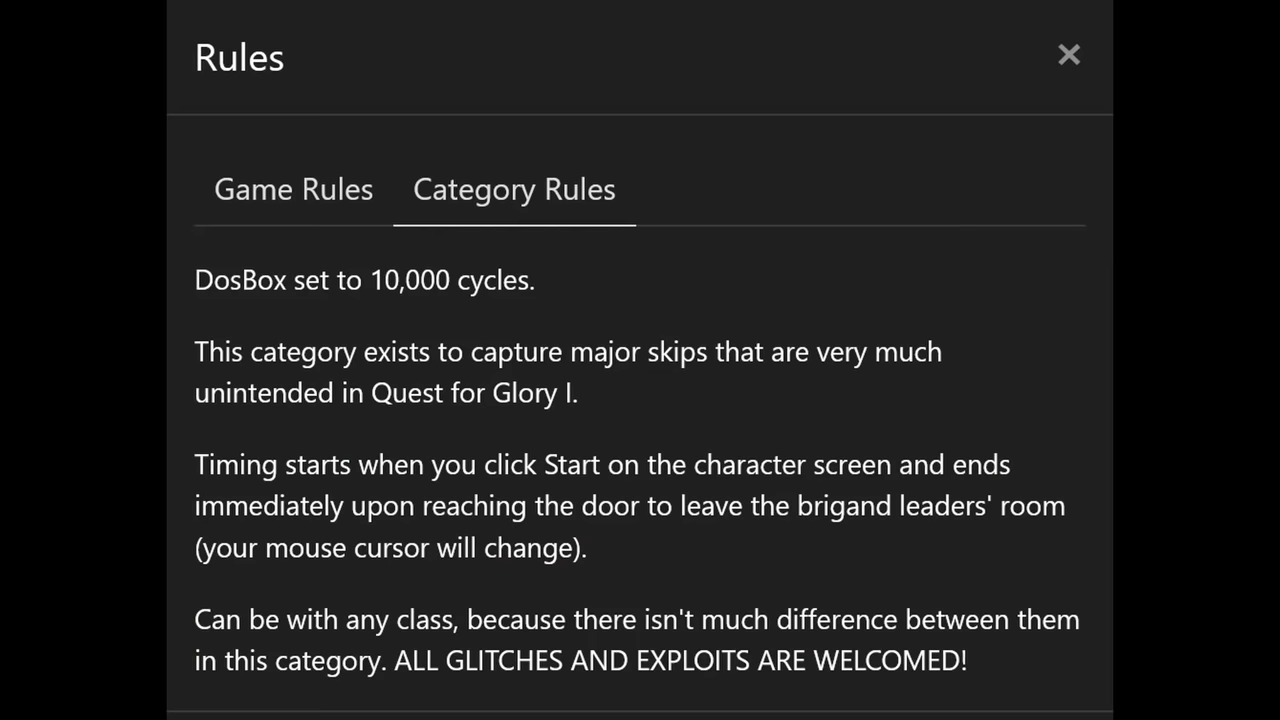 Rules
Game Rules Category Rules
DosBox set to 10,000 cycles.
This category exists to capture major skips that are very much
unintended in Quest for Glory I.
Timing starts when you click Start on the character screen and ends
immediately upon reaching the door to leave the brigand leaders' room
(your mouse cursor will change).
Can be with any class, because there isn't much difference between them
in this category. ALL GLITCHES AND EXPLOITS ARE WELCOMED!